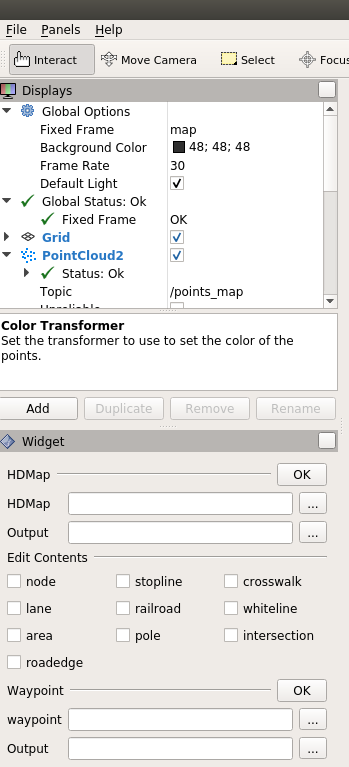 File Panels Help
Interact Move Camera Select Focus
Displays
Global Options
Fixed Frame map
Background Color 48; 48; 48
Frame Rate 30
Default Light
Global Status: Ok
Fixed Frame OK
Grid
PointCloud2
Status: Ok
Topic /points_map
Color Transformer
Set the transformer to use to set the color of the
points.
Add Duplicate Remove Rename
Widget
HDMap OK
HDMap ...
Output ...
Edit Contents
node stopline crosswalk
lane railroad whiteline
area pole intersection
roadedge
Waypoint OK
waypoint ...
Output ...